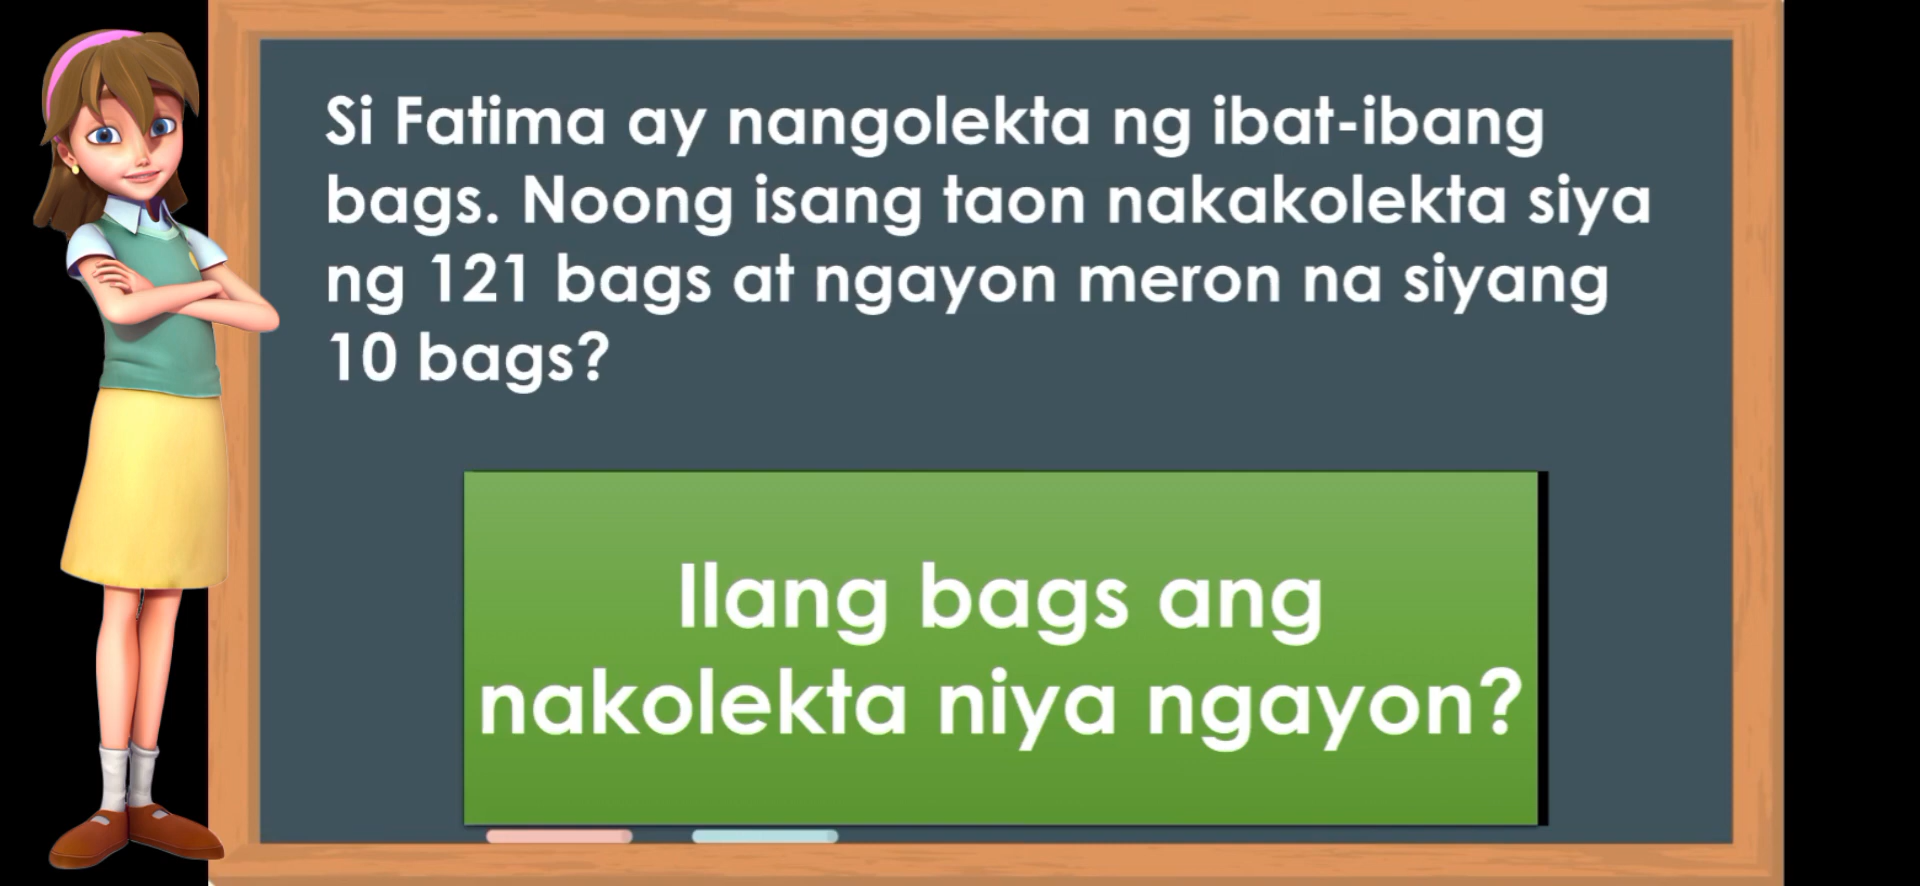 Si Fatima ay nangolekta ng ibat-ibang
bags. Noong isang taon nakakolekta siya
ng 121 bags at ngayon meron na siyang
10 bags?
Ilang bags ang
nakolekta niya ngayon?